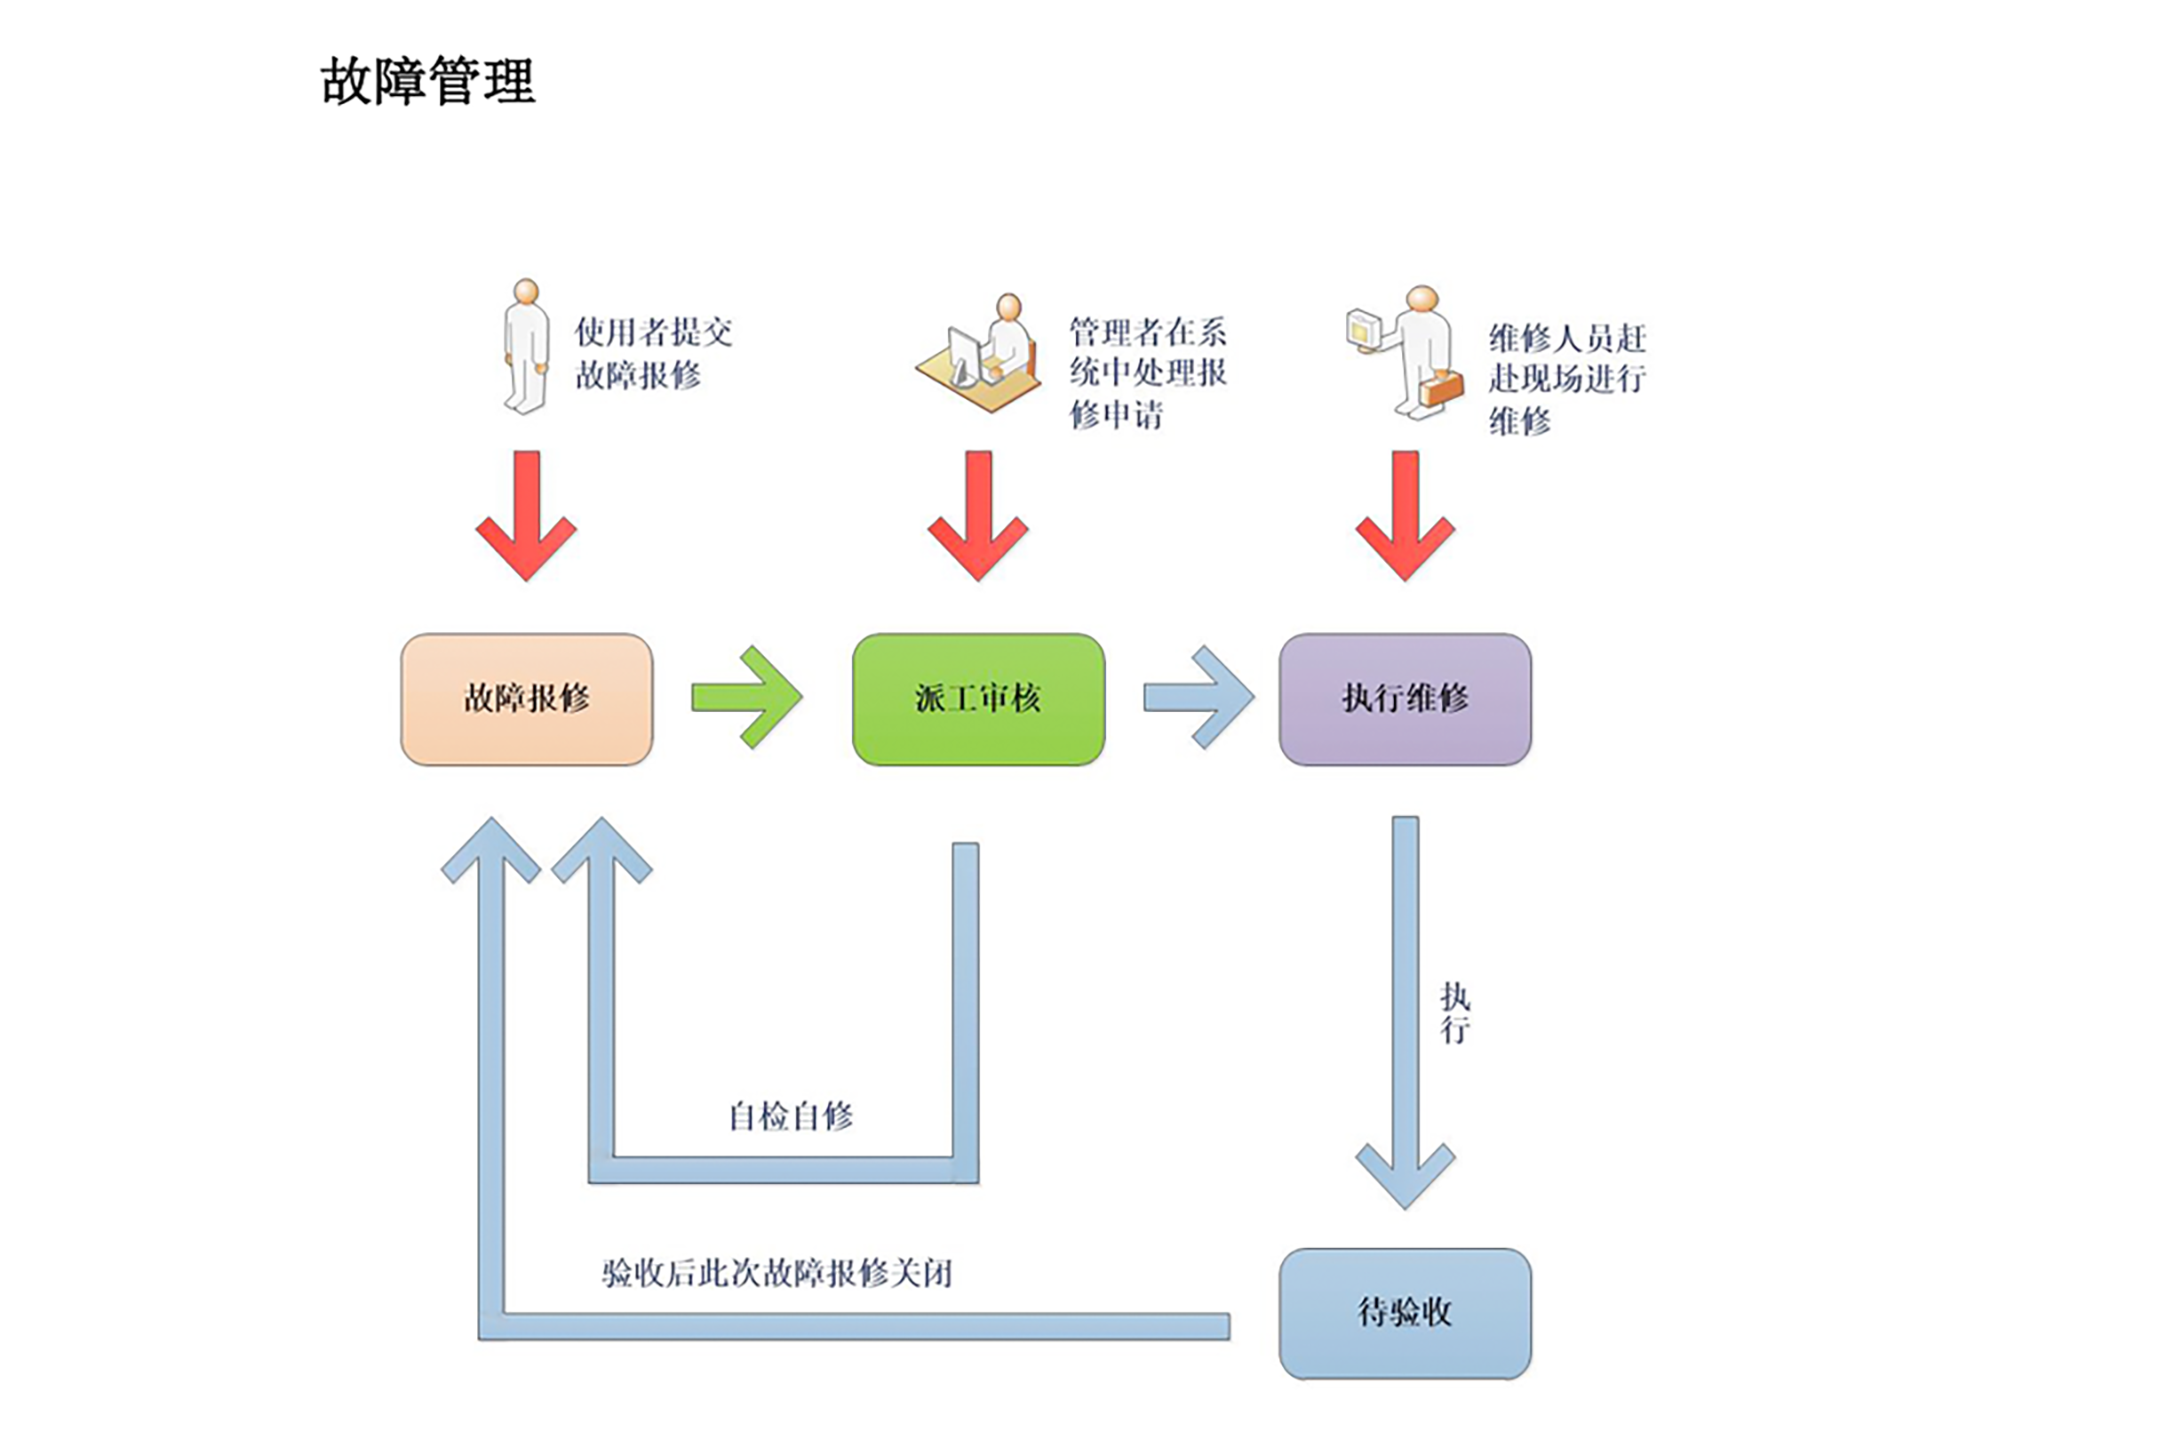 故障管理
使用者提交
故障报修
管理者在系
统中处理报
修申请
维修人员赶
赴现场进行
维修
故障报修
派工审核
执行维修
执
行
自检自修
验收后此次故障报修关闭
待验收